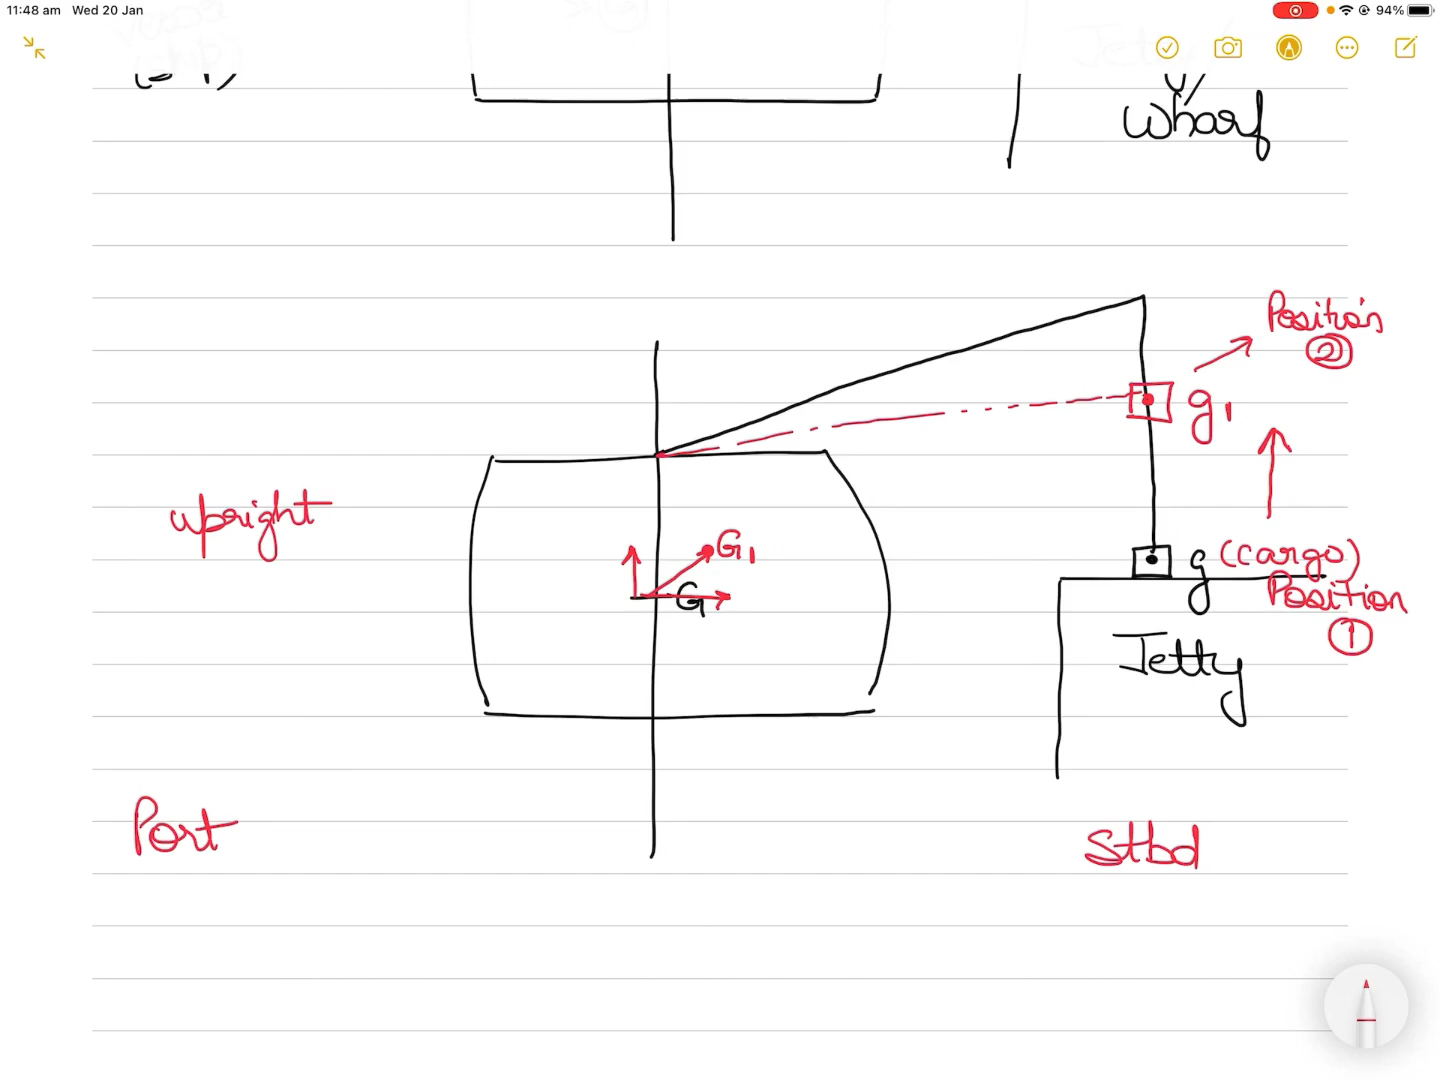 11:48 am Wed 20 Jan
94%
Wharf
Position
2
g1
upright
G1
G
g (cargo)
Position
1
Jetty
Port
Stbd